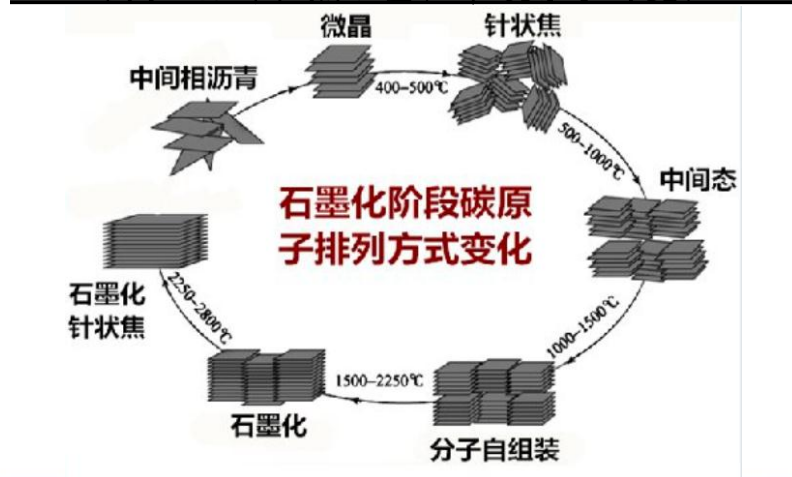 微晶
针状焦
中间相沥青
400-500℃
500-1000℃
中间态
石墨化阶段碳原
子排列方式变化
石墨化
针状焦
2250-2800℃
1000-1500℃
1500-2250℃
石墨化
分子自组装